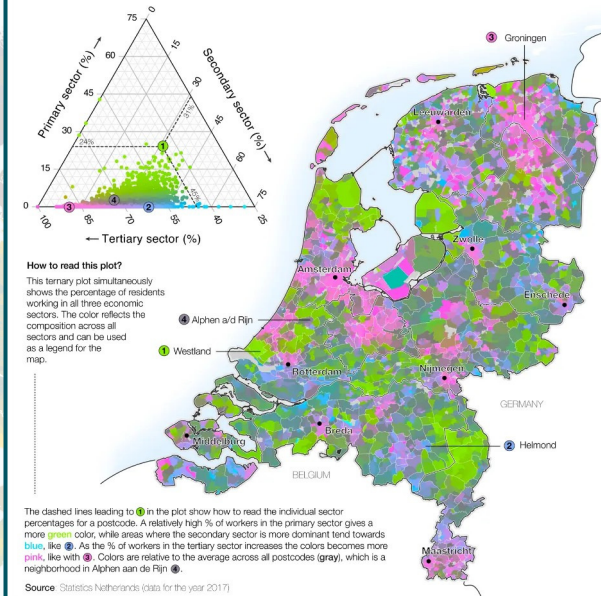 75
0
60
15
45
30
30
45
15
60
0
75
100
85
70
55
40
25
Primary sector (%) →
Secondary sector (%) →
← Tertiary sector (%)
24%
31%
45%
1
2
3
4
How to read this plot?
This ternary plot simultaneously
shows the percentage of residents
working in all three economic
sectors. The color reflects the
composition across all
sectors and can be used
as a legend for the
map.
3 Groningen
Leeuwarden
Zwolle
Amsterdam
Enschede
4 Alphen a/d Rijn
1 Westland
Rotterdam
Nijmegen
GERMANY
Breda
Middelburg
2 Helmond
BELGIUM
Maastricht
The dashed lines leading to 1 in the plot show how to read the individual sector
percentages for a postcode. A relatively high % of workers in the primary sector gives a
more green color, while areas where the secondary sector is more dominant tend towards
blue, like 2. As the % of workers in the tertiary sector increases the colors becomes more
pink, like with 3. Colors are relative to the average across all postcodes (gray), which is a
neighborhood in Alphen aan de Rijn 4.
Source: Statistics Netherlands (data for the year 2017)